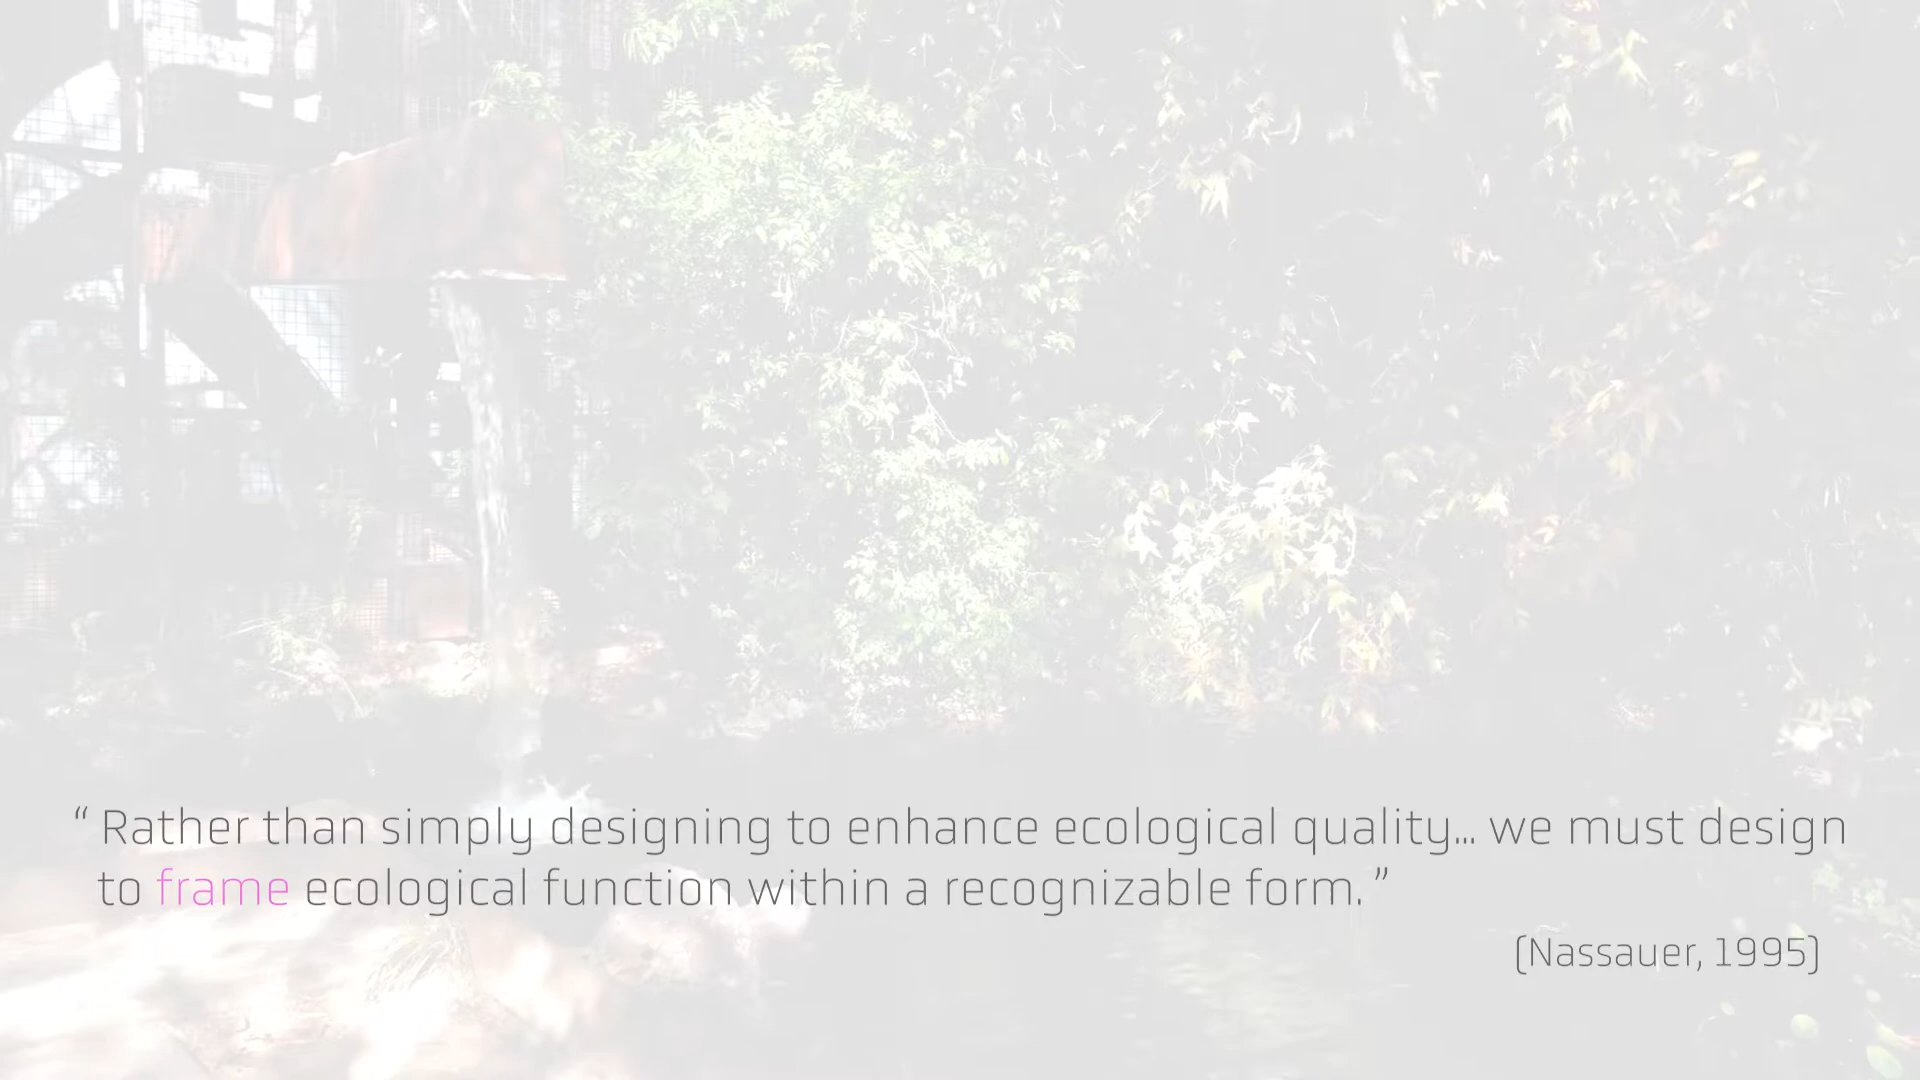 “ Rather than simply designing to enhance ecological quality... we must design
to frame ecological function within a recognizable form. ”
(Nassauer, 1995)